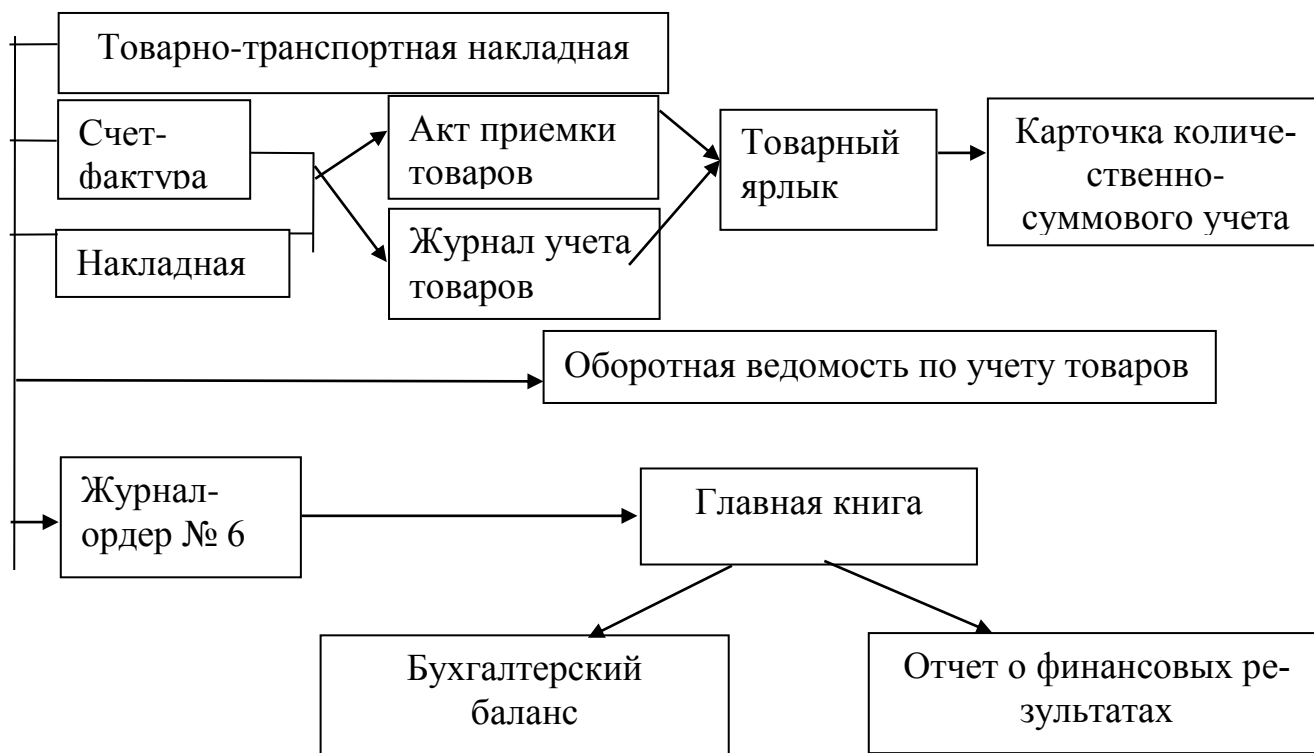 Товарно-транспортная накладная
Счет-
фактура
Акт приемки
товаров
Товарный
ярлык
Карточка количе-
ственно-
суммового учета
Накладная
Журнал учета
товаров
Оборотная ведомость по учету товаров
Журнал-
ордер № 6
Главная книга
Бухгалтерский
баланс
Отчет о финансовых ре-
зультатах